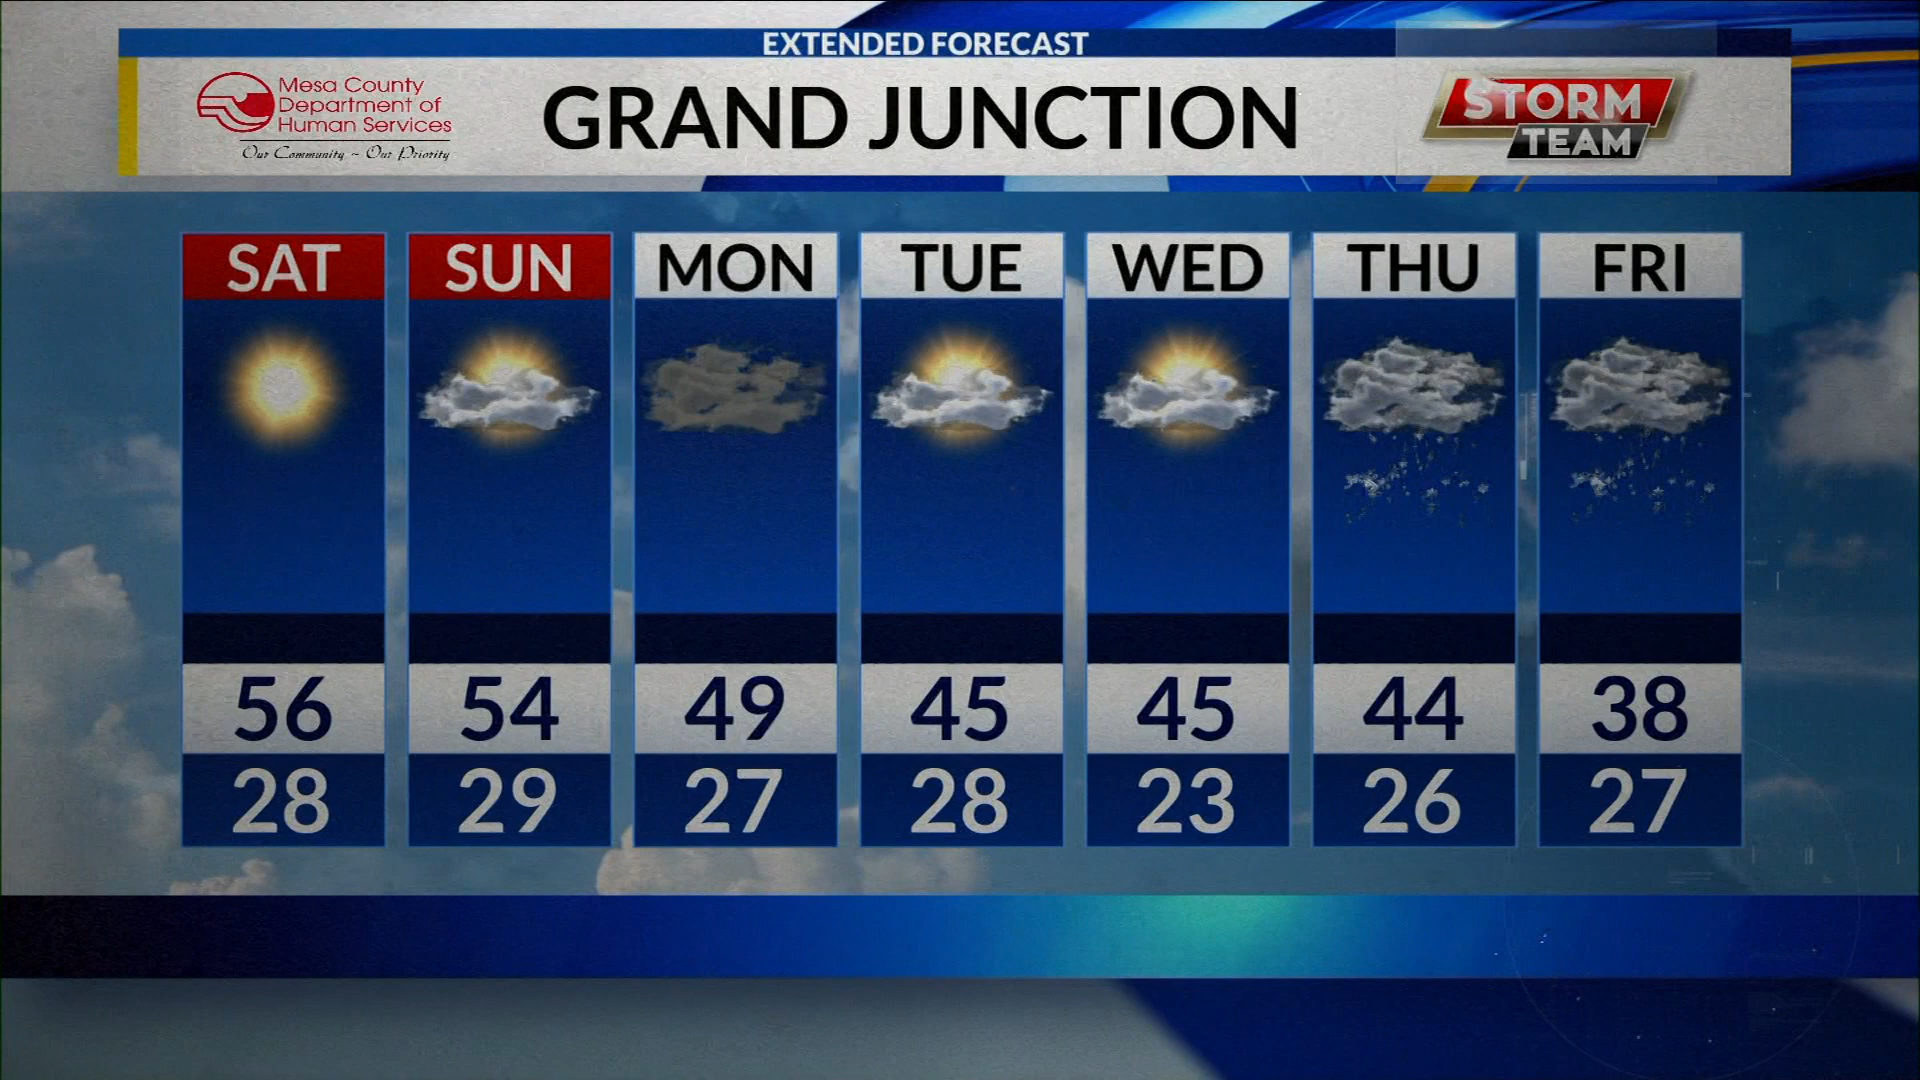 EXTENDED FORECAST
Mesa County
Department of
Human Services
Our Community ~ Our Priority
GRAND JUNCTION
STORM
TEAM
SAT SUN MON TUE WED THU FRI
56 54 49 45 45 44 38
28 29 27 28 23 26 27